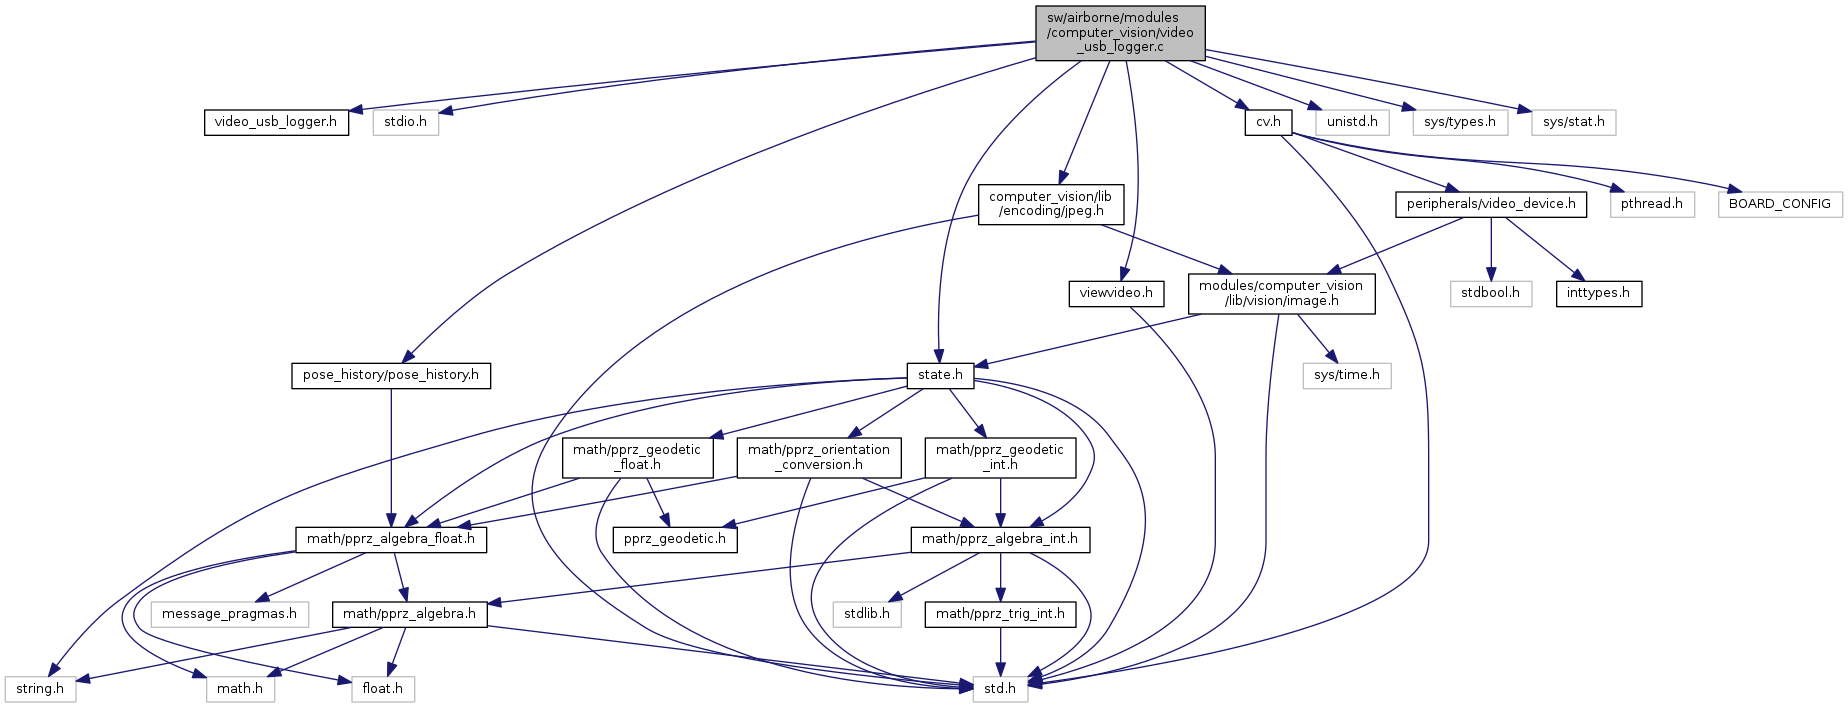 sw/airborne/modules
/computer_vision/video
_usb_logger.c
video_usb_logger.h
stdio.h
cv.h
unistd.h
sys/types.h
sys/stat.h
computer_vision/lib
/encoding/jpeg.h
peripherals/video_device.h
pthread.h
BOARD_CONFIG
viewvideo.h
modules/computer_vision
/lib/vision/image.h
stdbool.h
inttypes.h
pose_history/pose_history.h
state.h
sys/time.h
math/pprz_geodetic
_float.h
math/pprz_orientation
_conversion.h
math/pprz_geodetic
_int.h
math/pprz_algebra_float.h
pprz_geodetic.h
math/pprz_algebra_int.h
message_pragmas.h
math/pprz_algebra.h
stdlib.h
math/pprz_trig_int.h
string.h
math.h
float.h
std.h